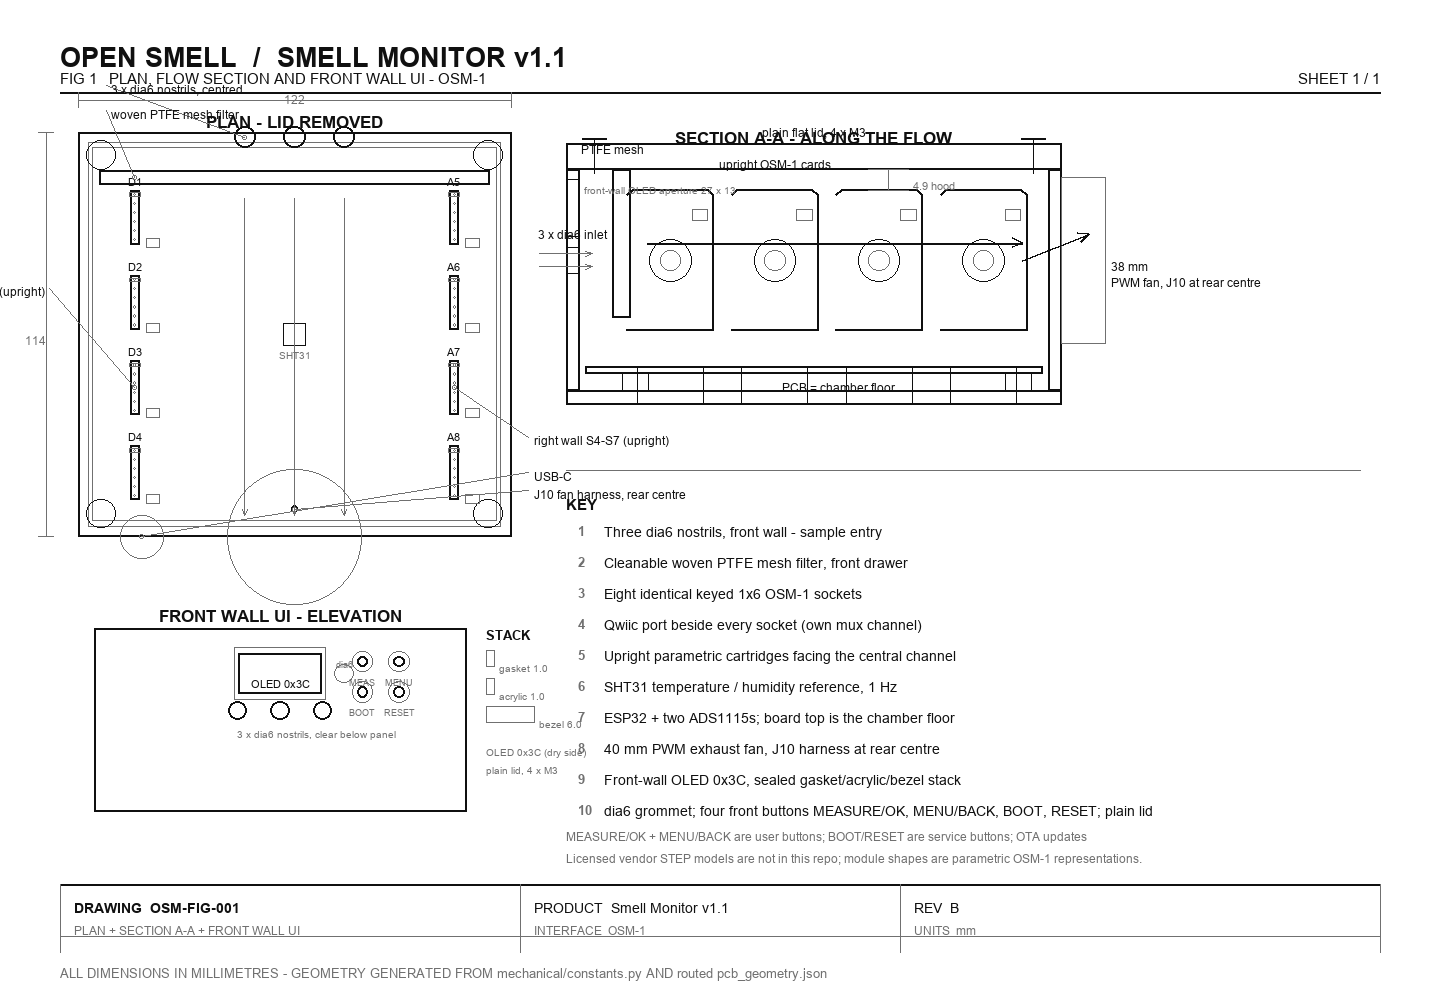 OPEN SMELL / SMELL MONITOR v1.1
FIG 1 PLAN, FLOW SECTION AND FRONT WALL UI - OSM-1
SHEET 1 / 1
3 x dia6 nostrils, centred
122
woven PTFE mesh filter
PLAN - LID REMOVED
D1
A5
D2
A6
(upright)
114
SHT31
D3
A7
D4
A8
right wall S4-S7 (upright)
USB-C
J10 fan harness, rear centre
plain flat lid, 4 x M3
SECTION A-A - ALONG THE FLOW
PTFE mesh
upright OSM-1 cards
front-wall OLED aperture 27 x 13
4.9 hood
3 x dia6 inlet
38 mm
PWM fan, J10 at rear centre
PCB = chamber floor
FRONT WALL UI - ELEVATION
OLED 0x3C
dia6
MEAS
MENU
BOOT
RESET
3 x dia6 nostrils, clear below panel
STACK
gasket 1.0
acrylic 1.0
bezel 6.0
OLED 0x3C (dry side)
plain lid, 4 x M3
KEY
1 Three dia6 nostrils, front wall - sample entry
2 Cleanable woven PTFE mesh filter, front drawer
3 Eight identical keyed 1x6 OSM-1 sockets
4 Qwiic port beside every socket (own mux channel)
5 Upright parametric cartridges facing the central channel
6 SHT31 temperature / humidity reference, 1 Hz
7 ESP32 + two ADS1115s; board top is the chamber floor
8 40 mm PWM exhaust fan, J10 harness at rear centre
9 Front-wall OLED 0x3C, sealed gasket/acrylic/bezel stack
10 dia6 grommet; four front buttons MEASURE/OK, MENU/BACK, BOOT, RESET; plain lid
MEASURE/OK + MENU/BACK are user buttons; BOOT/RESET are service buttons; OTA updates
Licensed vendor STEP models are not in this repo; module shapes are parametric OSM-1 representations.
DRAWING OSM-FIG-001
PLAN + SECTION A-A + FRONT WALL UI
PRODUCT Smell Monitor v1.1
INTERFACE OSM-1
REV B
UNITS mm
ALL DIMENSIONS IN MILLIMETRES - GEOMETRY GENERATED FROM mechanical/constants.py AND routed pcb_geometry.json